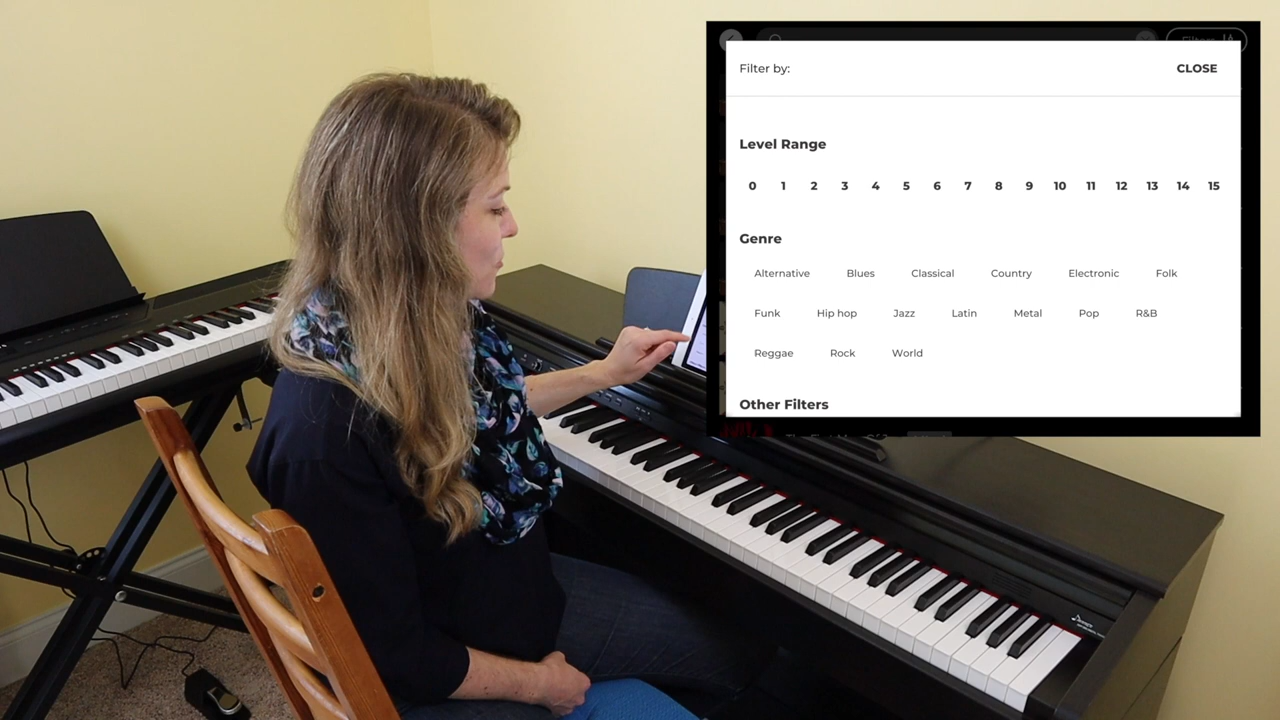 Filters
Filter by:
CLOSE
Level Range
0 1 2 3 4 5 6 7 8 9 10 11 12 13 14 15
Genre
Alternative Blues Classical Country Electronic Folk
Funk Hip hop Jazz Latin Metal Pop R&B
Reggae Rock World
Other Filters